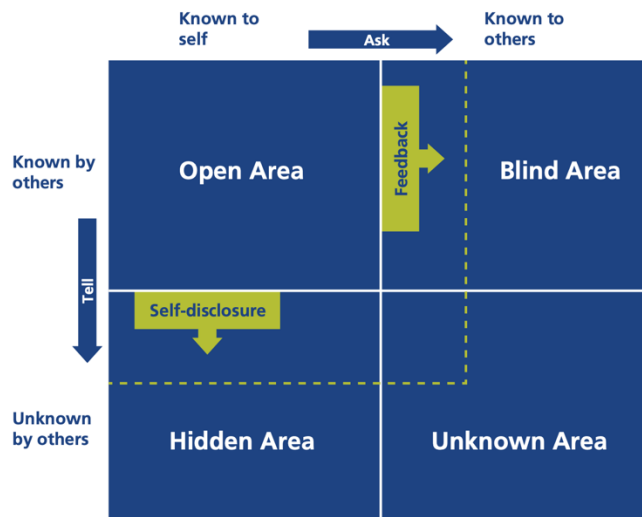 Known to
self
Ask
Known to
others
Known by
others
Open Area
Feedback
Blind Area
Tell
Self-disclosure
Unknown
by others
Hidden Area
Unknown Area